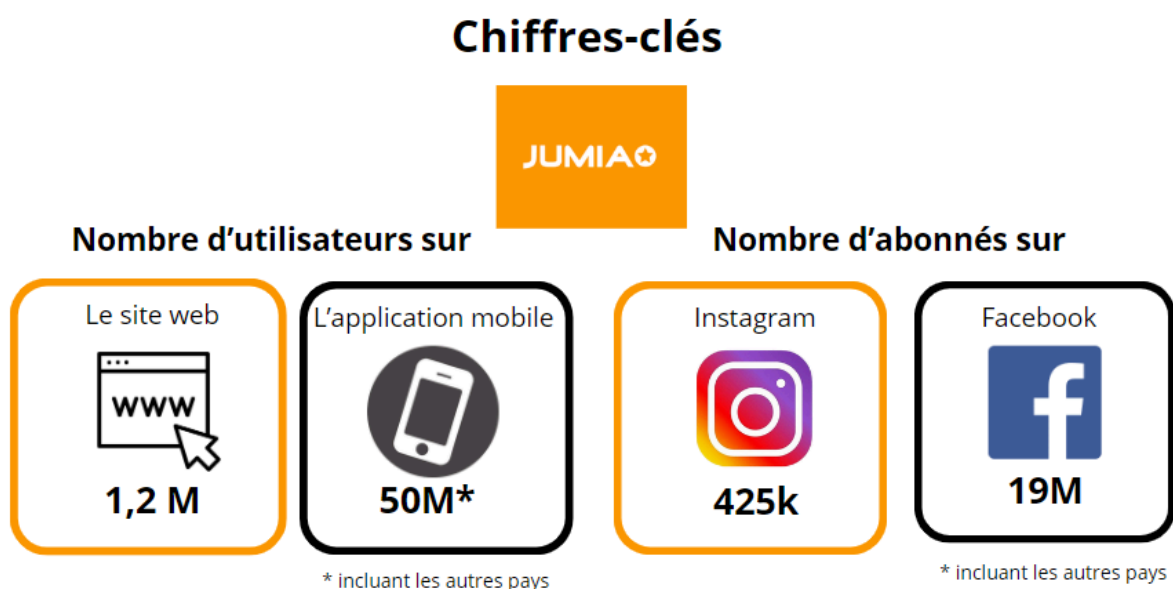 Chiffres-clés
JUMIA
Nombre d’utilisateurs sur
Nombre d’abonnés sur
Le site web
L’application mobile
Instagram
Facebook
www
1,2 M
50M*
425k
19M
* incluant les autres pays
* incluant les autres pays